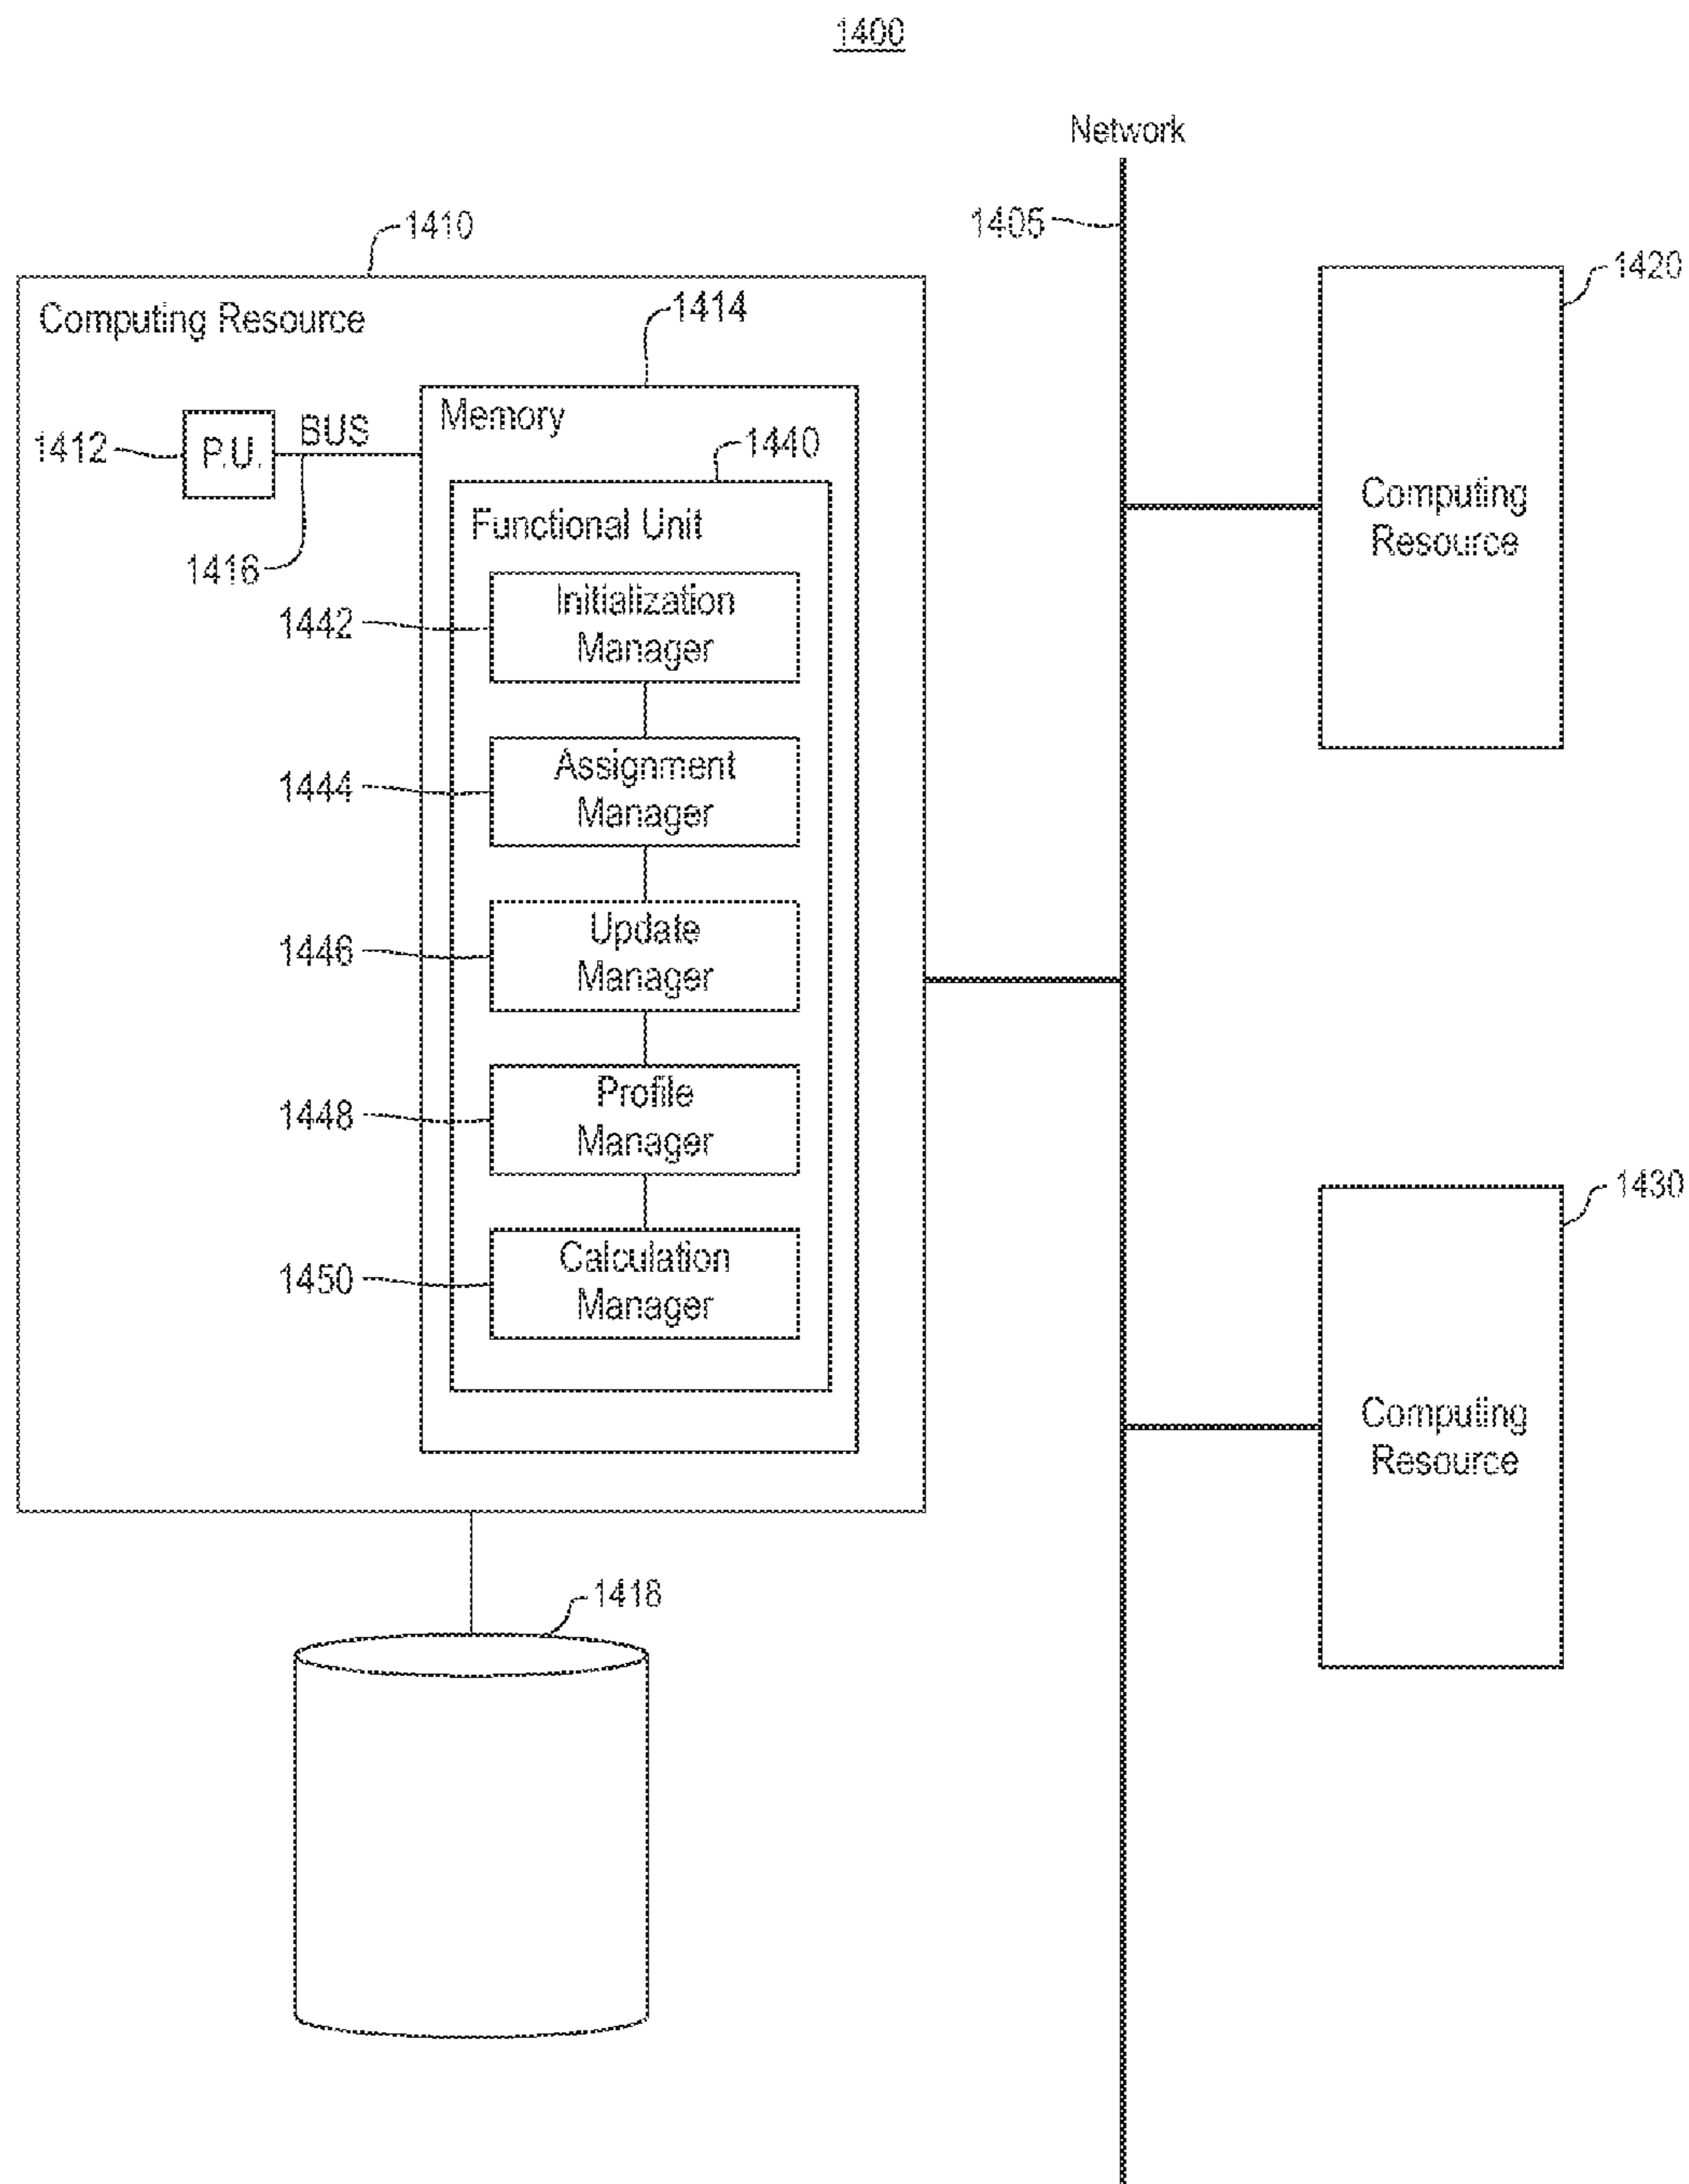 1400
Network
1405
1410
1420
Computing Resource
1414
Memory
1412
P.U.
BUS
1440
1416
Functional Unit
Computing
Resource
1442
Initialization
Manager
1444
Assignment
Manager
1446
Update
Manager
1448
Profile
Manager
1430
1450
Calculation
Manager
Computing
Resource
1418